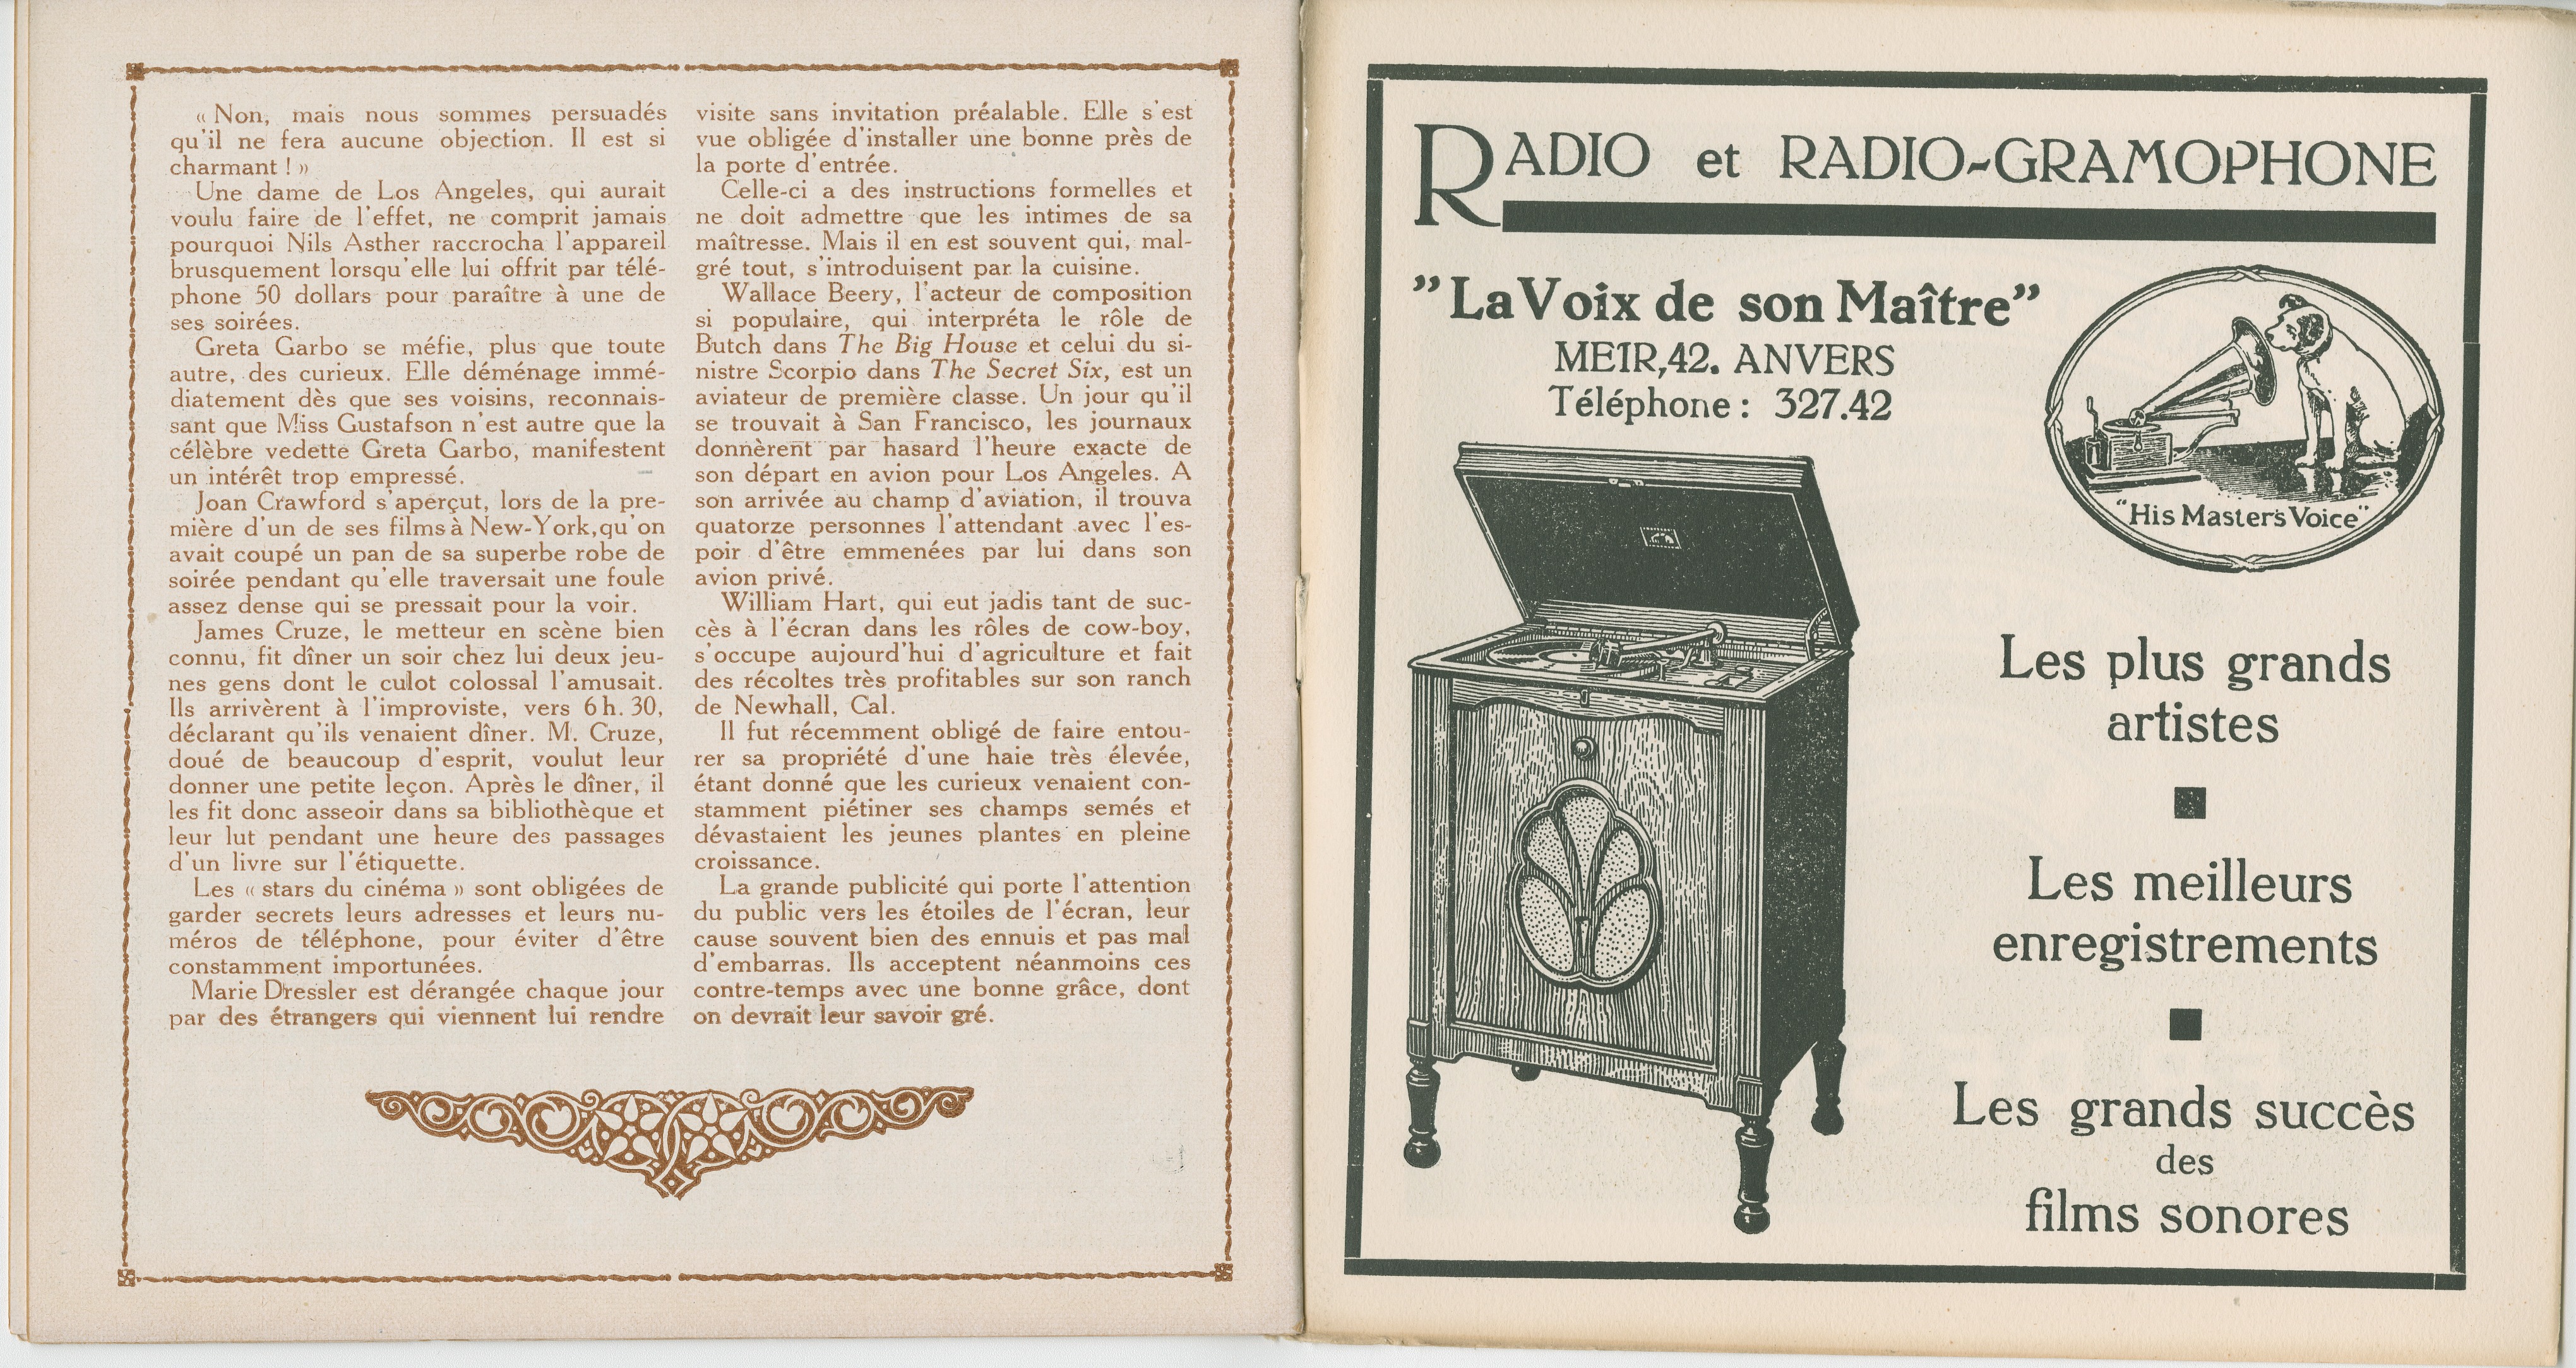 « Non, mais nous sommes persuadés
qu'il ne fera aucune objection. Il est si
charmant ! »
Une dame de Los Angeles, qui aurait
voulu faire de l'effet, ne comprit jamais
pourquoi Nils Asther raccrocha l'appareil
brusquement lorsqu'elle lui offrit par télé-
phone 50 dollars pour paraître à une de
ses soirées.
Greta Garbo se méfie, plus que toute
autre, des curieux. Elle déménage immé-
diatement dès que ses voisins, reconnais-
sant que Miss Gustafson n'est autre que la
célèbre vedette Greta Garbo, manifestent
un intérêt trop empressé.
Joan Crawford s'aperçut, lors de la pre-
mière d'un de ses films à New-York, qu'on
avait coupé un pan de sa superbe robe de
soirée pendant qu'elle traversait une foule
assez dense qui se pressait pour la voir.
James Cruze, le metteur en scène bien
connu, fit dîner un soir chez lui deux jeu-
nes gens dont le culot colossal l'amusait.
Ils arrivèrent à l'improviste, vers 6 h. 30,
déclarant qu'ils venaient dîner. M. Cruze,
doué de beaucoup d'esprit, voulut leur
donner une petite leçon. Après le dîner, il
les fit donc asseoir dans sa bibliothèque et
leur lut pendant une heure des passages
d'un livre sur l'étiquette.
Les « stars du cinéma » sont obligées de
garder secrets leurs adresses et leurs nu-
méros de téléphone, pour éviter d'être
constamment importunées.
Marie Dressler est dérangée chaque jour
par des étrangers qui viennent lui rendre
visite sans invitation préalable. Elle s'est
vue obligée d'installer une bonne près de
la porte d'entrée.
Celle-ci a des instructions formelles et
ne doit admettre que les intimes de sa
maîtresse. Mais il en est souvent qui, mal-
gré tout, s'introduisent par la cuisine.
Wallace Beery, l'acteur de composition
si populaire, qui interpréta le rôle de
Butch dans The Big House et celui du si-
nistre Scorpio dans The Secret Six, est un
aviateur de première classe. Un jour qu'il
se trouvait à San Francisco, les journaux
donnèrent par hasard l'heure exacte de
son départ en avion pour Los Angeles. A
son arrivée au champ d'aviation, il trouva
quatorze personnes l'attendant avec l'es-
poir d'être emmenées par lui dans son
avion privé.
William Hart, qui eut jadis tant de suc-
cès à l'écran dans les rôles de cow-boy,
s'occupe aujourd'hui d'agriculture et fait
des récoltes très profitables sur son ranch
de Newhall, Cal.
Il fut récemment obligé de faire entou-
rer sa propriété d'une haie très élevée,
étant donné que les curieux venaient con-
stamment piétiner ses champs semés et
dévastaient les jeunes plantes en pleine
croissance.
La grande publicité qui porte l'attention
du public vers les étoiles de l'écran, leur
cause souvent bien des ennuis et pas mal
d'embarras. Ils acceptent néanmoins ces
contre-temps avec une bonne grâce, dont
on devrait leur savoir gré.
RADIO et RADIO-GRAMOPHONE
"La Voix de son Maître"
MEIR, 42. ANVERS
Téléphone : 327.42
"His Master's Voice"
Les plus grands
artistes
Les meilleurs
enregistrements
Les grands succès
des
films sonores